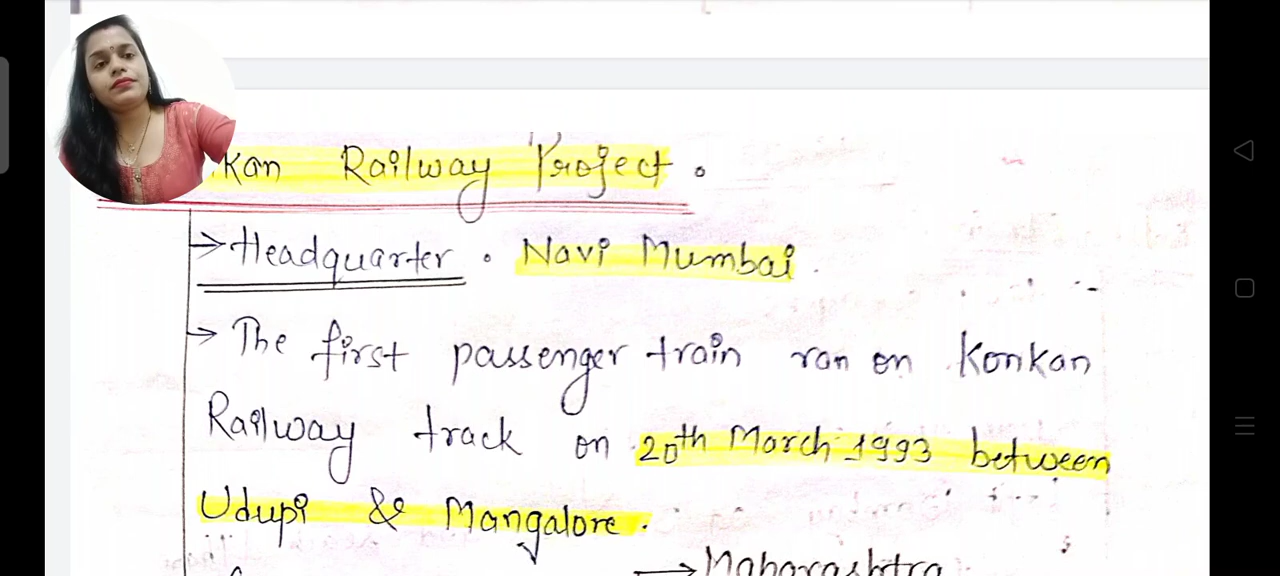 kan Railway Project .
→ Headquarter . Navi Mumbai .
→ The first passenger train ran on Konkan
Railway track on 20th March 1993 between
Udupi & Mangalore .
→ Maharashtra